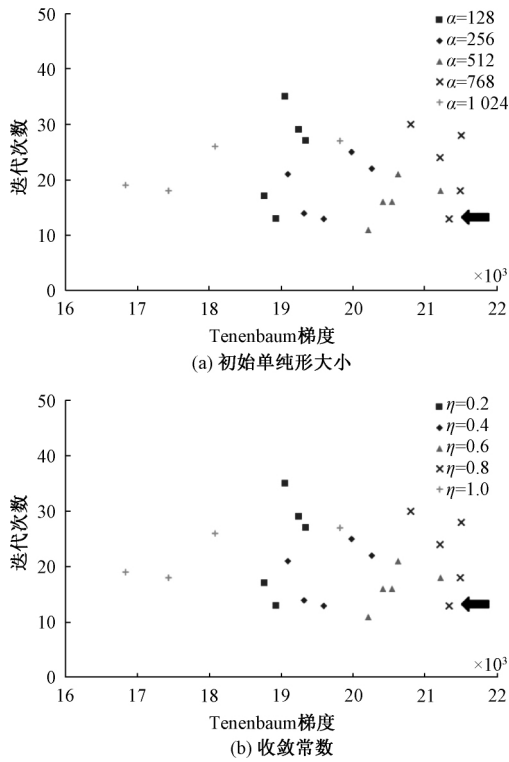 50
40
30
20
10
0
迭代次数
α=128
α=256
α=512
α=768
α=1 024
×10³
16 17 18 19 20 21 22
Tenenbaum梯度
(a) 初始单纯形大小
50
40
30
20
10
0
迭代次数
η=0.2
η=0.4
η=0.6
η=0.8
η=1.0
×10³
16 17 18 19 20 21 22
Tenenbaum梯度
(b) 收敛常数